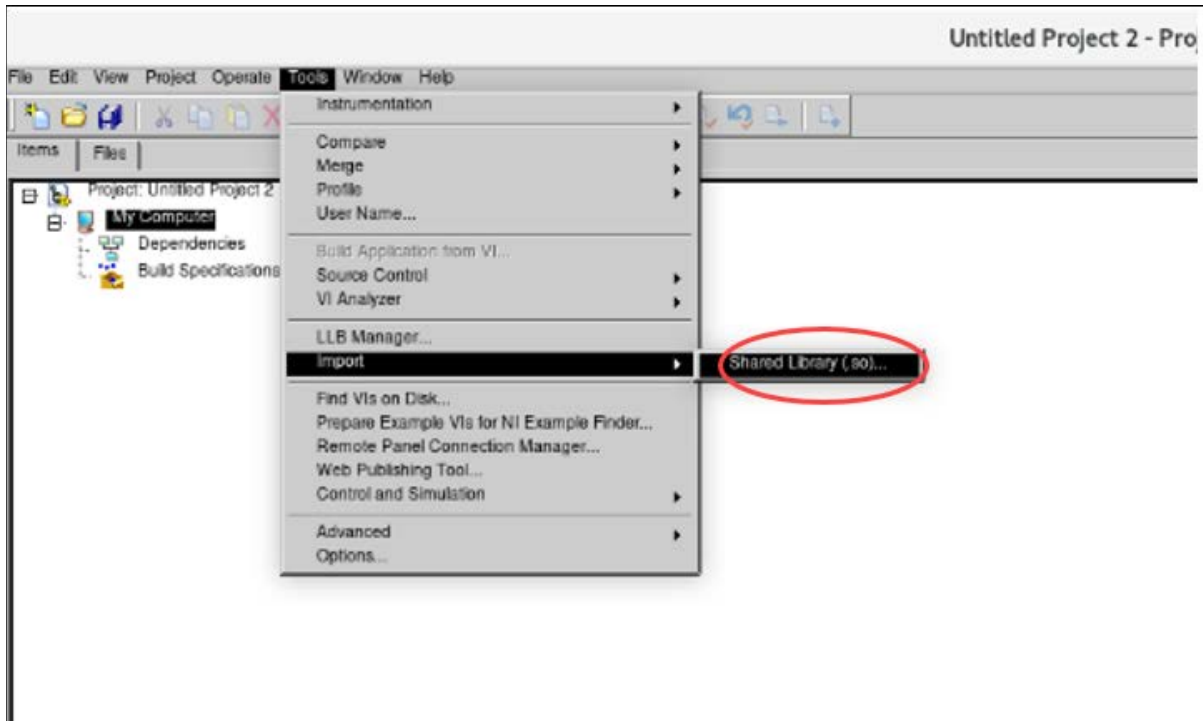 Untitled Project 2 - Pro
File Edit View Project Operate Tools Window Help
Items Files
Project: Untitled Project 2
My Computer
Dependencies
Build Specifications
Instrumentation
Compare
Merge
Profile
User Name...
Build Application from VI...
Source Control
VI Analyzer
LLB Manager...
Import
Shared Library (.so)...
Find VIs on Disk...
Prepare Example VIs for NI Example Finder...
Remote Panel Connection Manager...
Web Publishing Tool...
Control and Simulation
Advanced
Options...